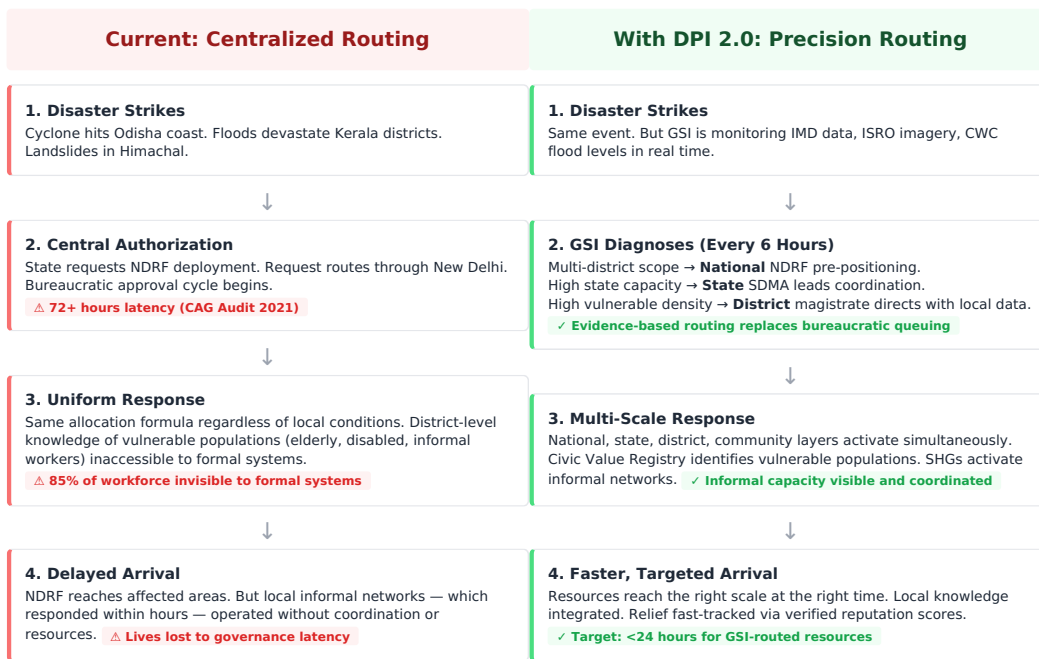 Current: Centralized Routing
1. Disaster Strikes
Cyclone hits Odisha coast. Floods devastate Kerala districts.
Landslides in Himachal.
↓
2. Central Authorization
State requests NDRF deployment. Request routes through New Delhi.
Bureaucratic approval cycle begins.
⚠ 72+ hours latency (CAG Audit 2021)
↓
3. Uniform Response
Same allocation formula regardless of local conditions. District-level
knowledge of vulnerable populations (elderly, disabled, informal
workers) inaccessible to formal systems.
⚠ 85% of workforce invisible to formal systems
↓
4. Delayed Arrival
NDRF reaches affected areas. But local informal networks — which
responded within hours — operated without coordination or
resources. ⚠ Lives lost to governance latency
With DPI 2.0: Precision Routing
1. Disaster Strikes
Same event. But GSI is monitoring IMD data, ISRO imagery, CWC
flood levels in real time.
↓
2. GSI Diagnoses (Every 6 Hours)
Multi-district scope → National NDRF pre-positioning.
High state capacity → State SDMA leads coordination.
High vulnerable density → District magistrate directs with local data.
✓ Evidence-based routing replaces bureaucratic queuing
↓
3. Multi-Scale Response
National, state, district, community layers activate simultaneously.
Civic Value Registry identifies vulnerable populations. SHGs activate
informal networks. ✓ Informal capacity visible and coordinated
↓
4. Faster, Targeted Arrival
Resources reach the right scale at the right time. Local knowledge
integrated. Relief fast-tracked via verified reputation scores.
✓ Target: <24 hours for GSI-routed resources